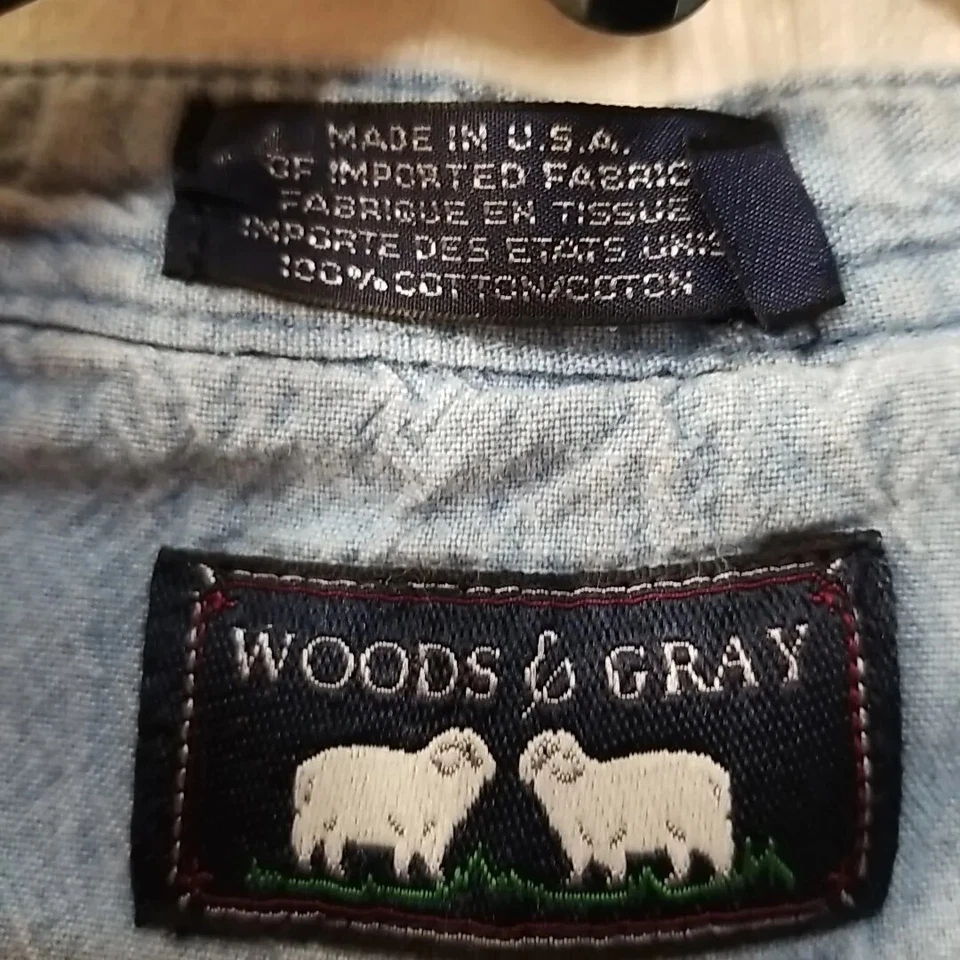 MADE IN U.S.A.
OF IMPORTED FABRIC
FABRIQUE EN TISSUE
IMPORTE DES ETATS UNIS
100% COTTON/COTON
WOODS & GRAY